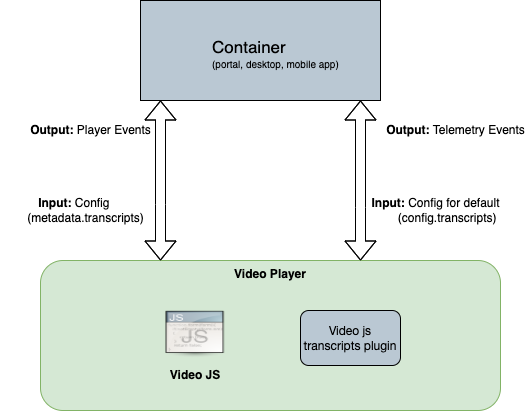 Container
(portal, desktop, mobile app)
Output: Player Events
Output: Telemetry Events
Input: Config
(metadata.transcripts)
Input: Config for default
(config.transcripts)
Video Player
JS
JS
Video js
transcripts plugin
Video JS